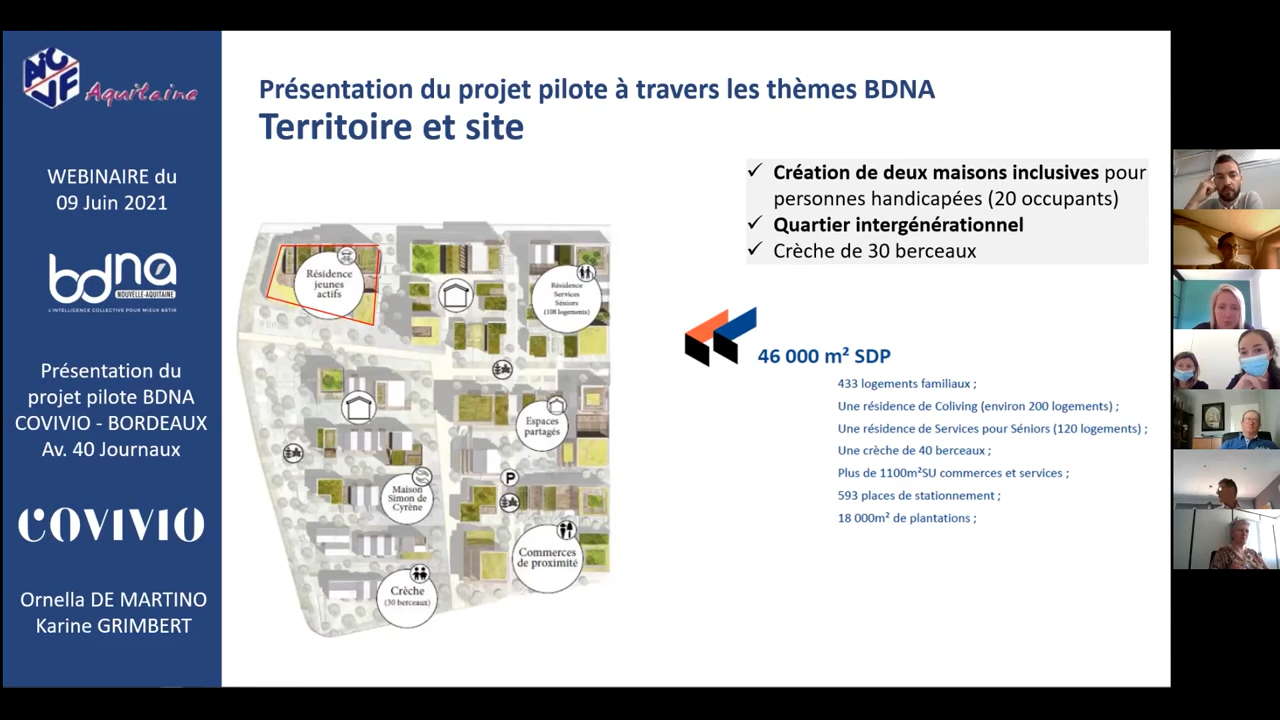 Aquitaine
WEBINAIRE du
09 Juin 2021
bdna
NOUVELLE-AQUITAINE
L'INTELLIGENCE COLLECTIVE POUR MIEUX BÂTIR
Présentation du
projet pilote BDNA
COVIVIO - BORDEAUX
Av. 40 Journaux
COVIVIO
Ornella DE MARTINO
Karine GRIMBERT
Présentation du projet pilote à travers les thèmes BDNA
Territoire et site
✓ Création de deux maisons inclusives pour
personnes handicapées (20 occupants)
✓ Quartier intergénérationnel
✓ Crèche de 30 berceaux
Résidence
jeunes
actifs
Résidence
Services
Séniors
(108 logements)
Espaces
partagés
P
Maison
Simon de
Cyrène
Commerces
de proximité
Crèche
(30 berceaux)
46 000 m² SDP
433 logements familiaux ;
Une résidence de Coliving (environ 200 logements) ;
Une résidence de Services pour Séniors (120 logements) ;
Une crèche de 40 berceaux ;
Plus de 1100m²SU commerces et services ;
593 places de stationnement ;
18 000m² de plantations ;